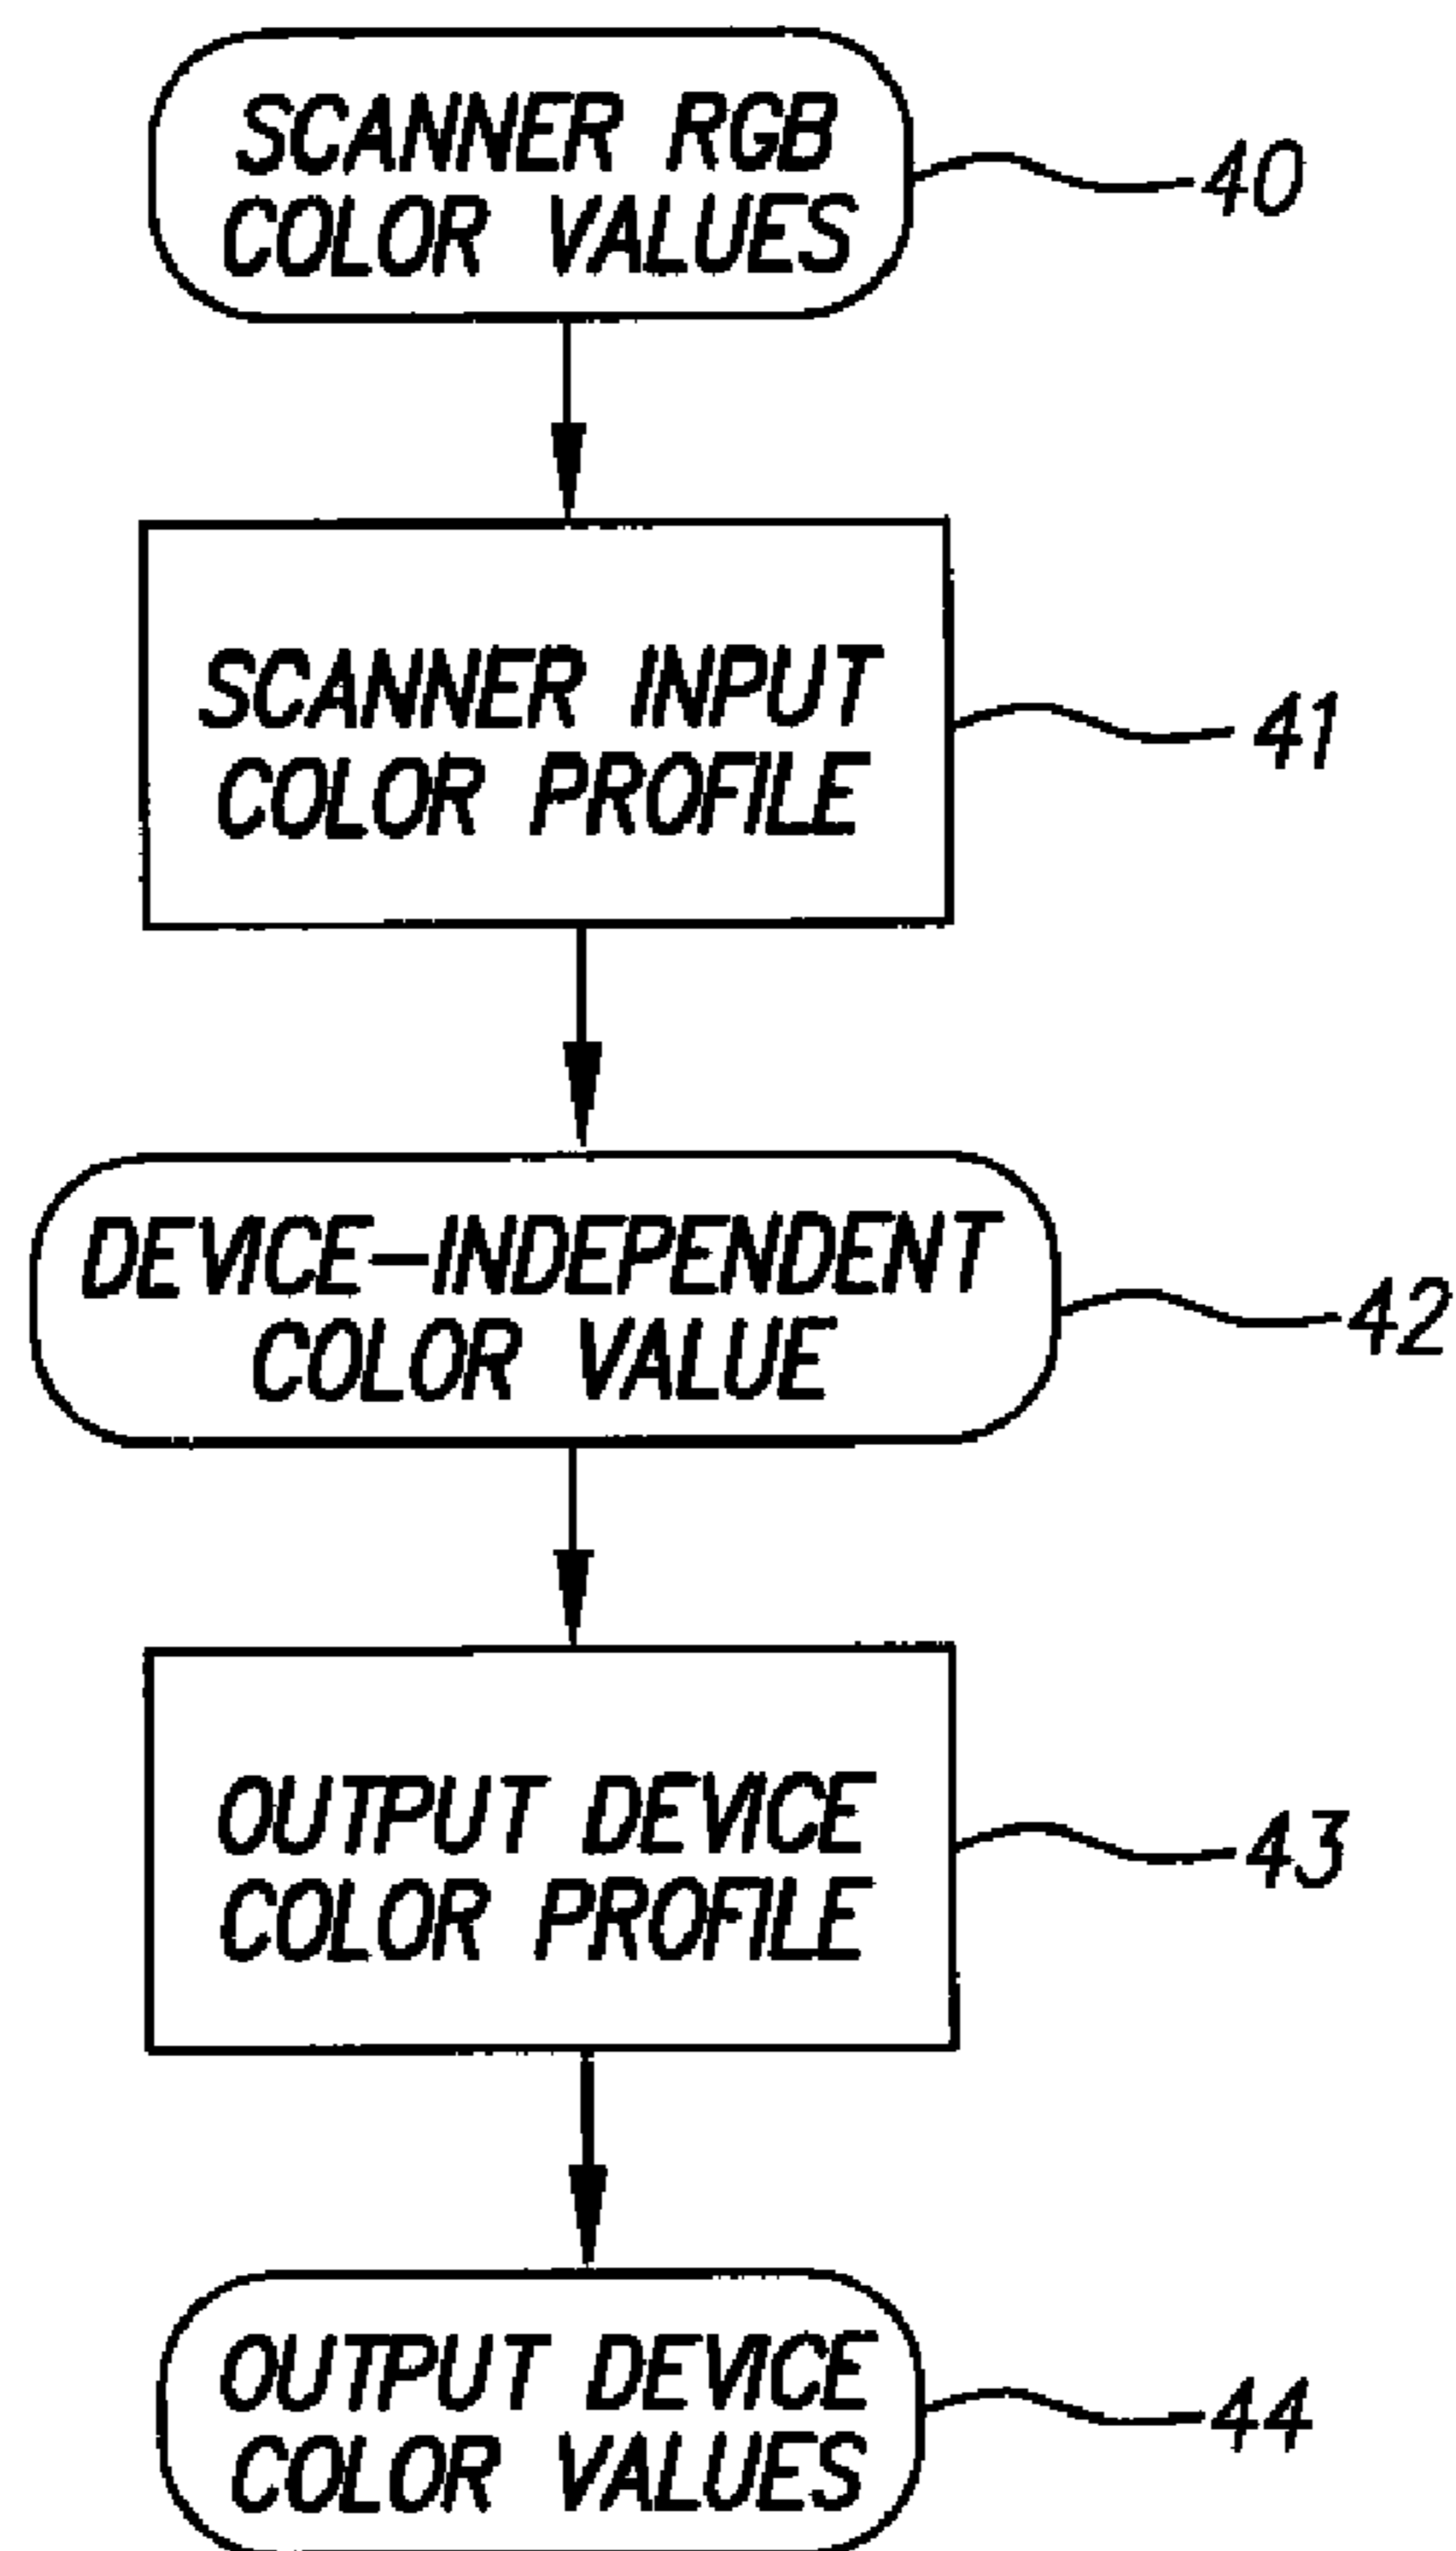 SCANNER RGB
COLOR VALUES
40
SCANNER INPUT
COLOR PROFILE
41
DEVICE-INDEPENDENT
COLOR VALUE
42
OUTPUT DEVICE
COLOR PROFILE
43
OUTPUT DEVICE
COLOR VALUES
44